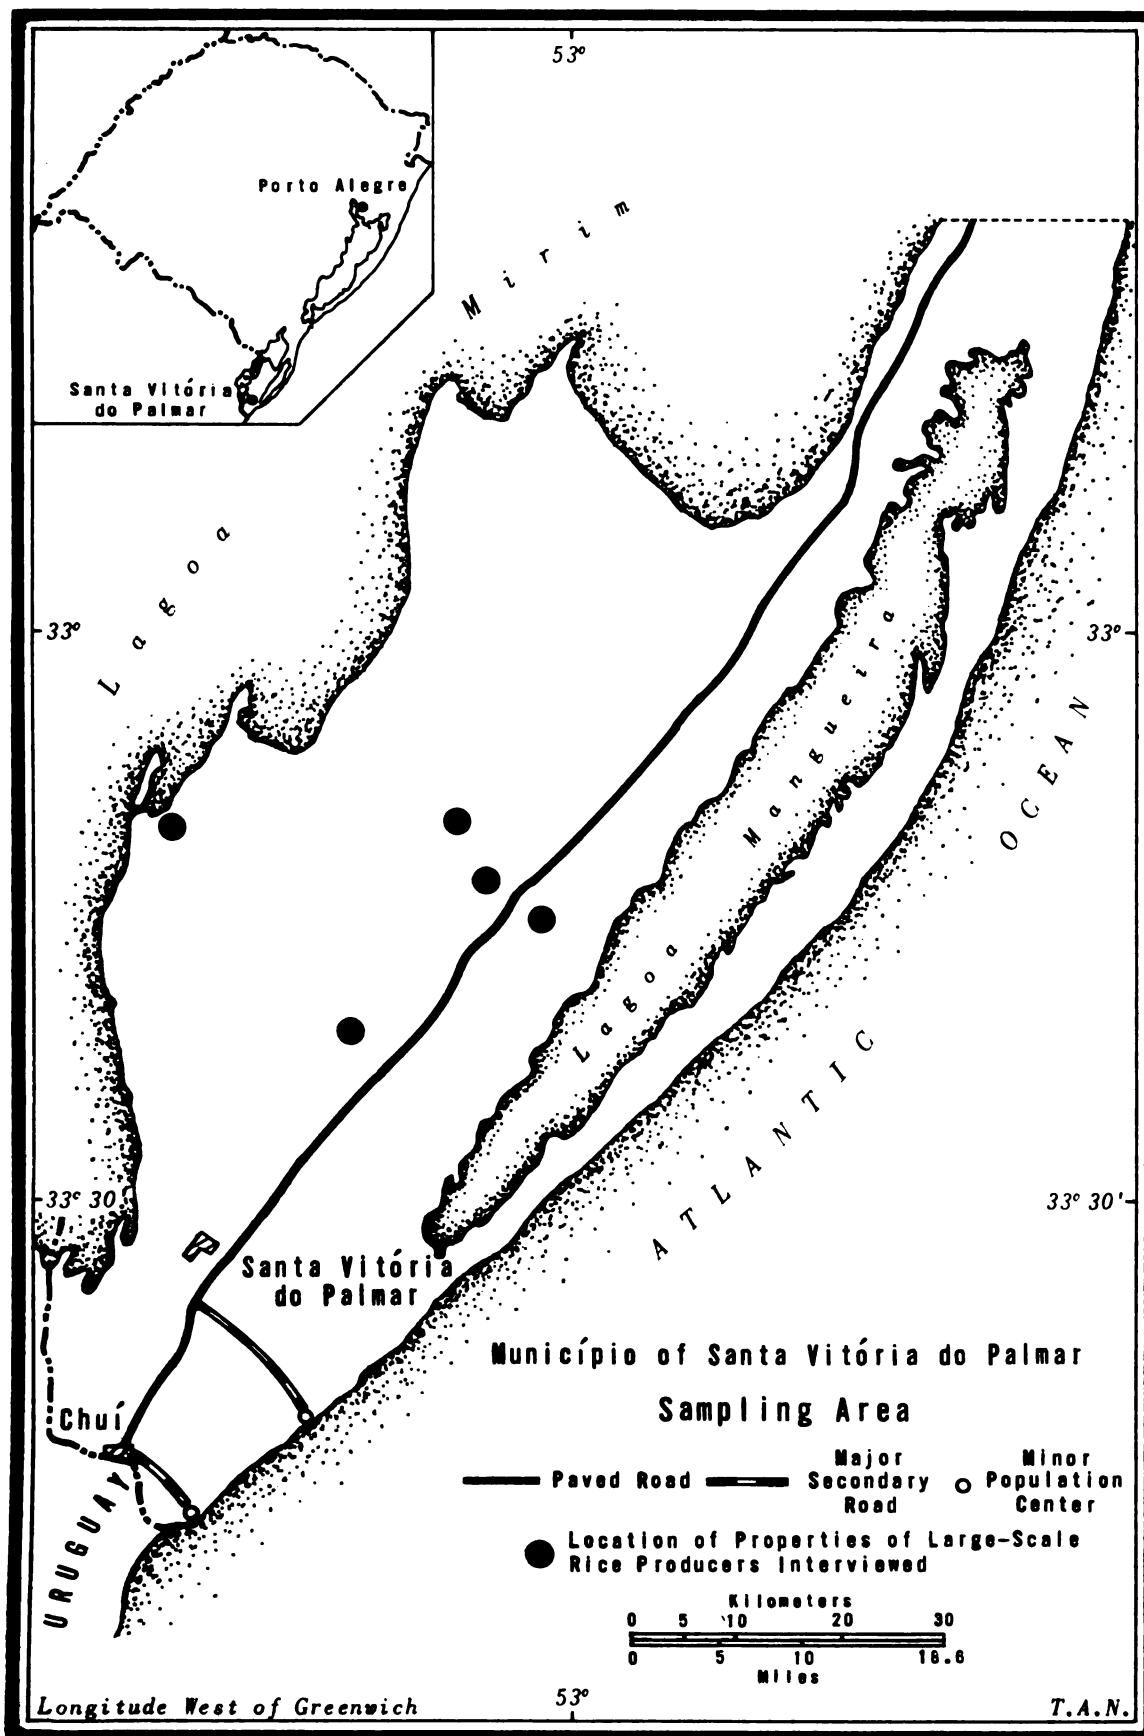 53°
Porto Alegre
Santa Vitória
do Palmar
Lagoa Mirim
33°
33°
Lagoa Mangueira
ATLANTIC OCEAN
33° 30'
33° 30'
Santa Vitória
do Palmar
Chuí
URUGUAY
Município of Santa Vitória do Palmar
Sampling Area
Paved Road
Major
Secondary
Road
Minor
Population
Center
Location of Properties of Large-Scale
Rice Producers Interviewed
Kilometers
0 5 10 20 30
0 5 10 18.6
Miles
53°
Longitude West of Greenwich
T.A.N.